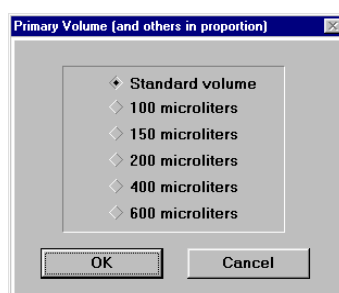 Primary Volume (and others in proportion)
Standard volume
100 microliters
150 microliters
200 microliters
400 microliters
600 microliters
OK Cancel